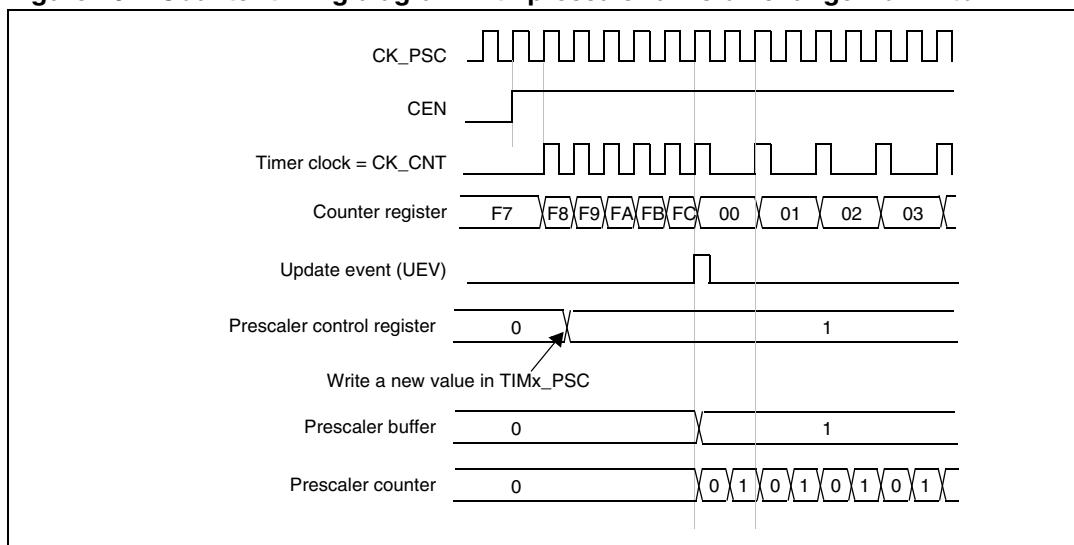 CK_PSC
CEN
Timer clock = CK_CNT
Counter register F7 F8 F9 FA FB FC 00 01 02 03
Update event (UEV)
Prescaler control register 0 1
Write a new value in TIMx_PSC
Prescaler buffer 0 1
Prescaler counter 0 0 1 0 1 0 1 0 1